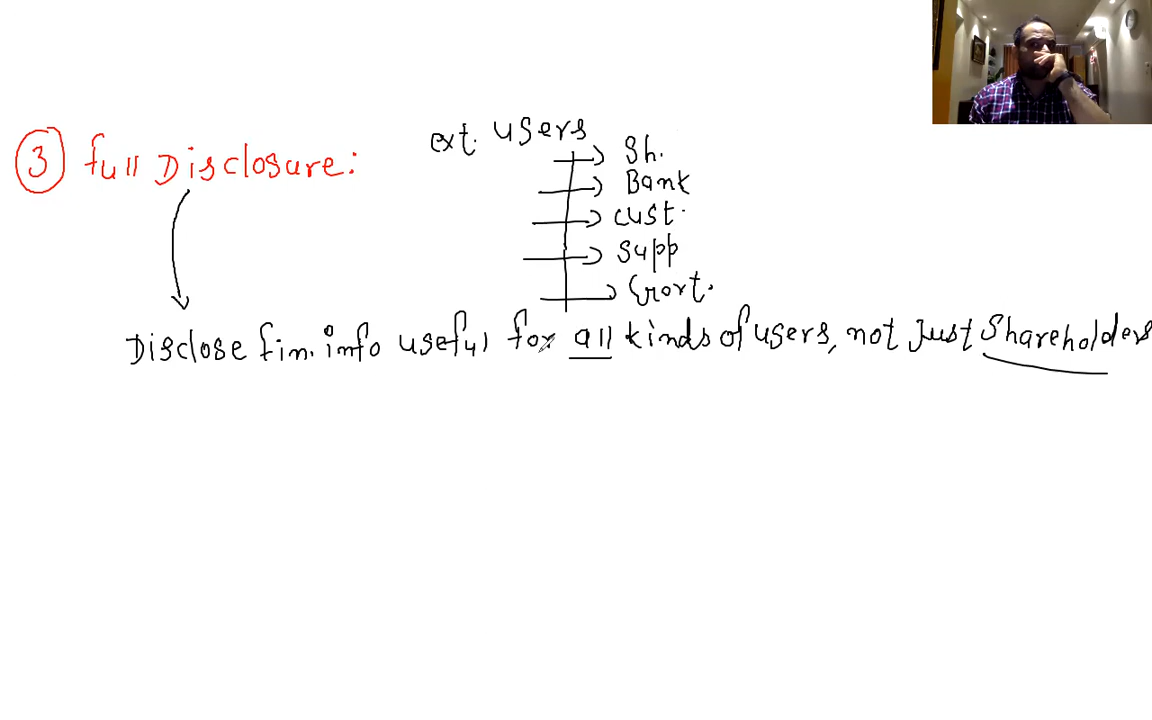 ③ full Disclosure:
ext. users
Sh.
Bank
cust.
supp
Govt.
Disclose fin. info useful for all kinds of users, not just Shareholders